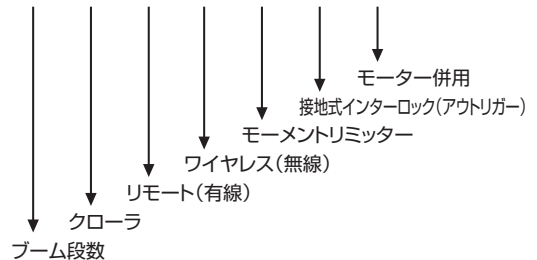 モーター併用
接地式インターロック（アウトリガー）
モーメントリミッター
ワイヤレス（無線）
リモート（有線）
クローラ
ブーム段数